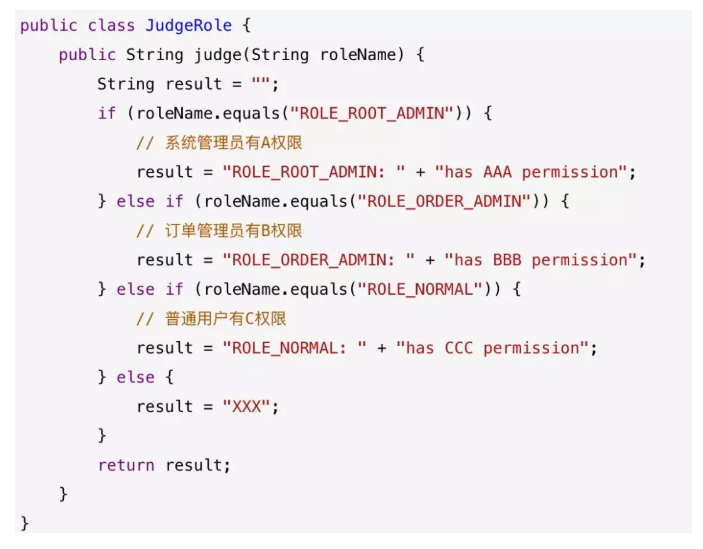 public class JudgeRole {
    public String judge(String roleName) {
        String result = "";
        if (roleName.equals("ROLE_ROOT_ADMIN")) {
            // 系统管理员有A权限
            result = "ROLE_ROOT_ADMIN: " + "has AAA permission";
        } else if (roleName.equals("ROLE_ORDER_ADMIN")) {
            // 订单管理员有B权限
            result = "ROLE_ORDER_ADMIN: " + "has BBB permission";
        } else if (roleName.equals("ROLE_NORMAL")) {
            // 普通用户有C权限
            result = "ROLE_NORMAL: " + "has CCC permission";
        } else {
            result = "XXX";
        }
        return result;
    }
}